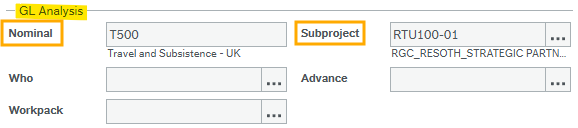 GL Analysis
Nominal T500 Subproject RTU100-01 ...
Travel and Subsistence - UK RGC_RESOTH_STRATEGIC PARTN...
Who ... Advance ...
Workpack ...